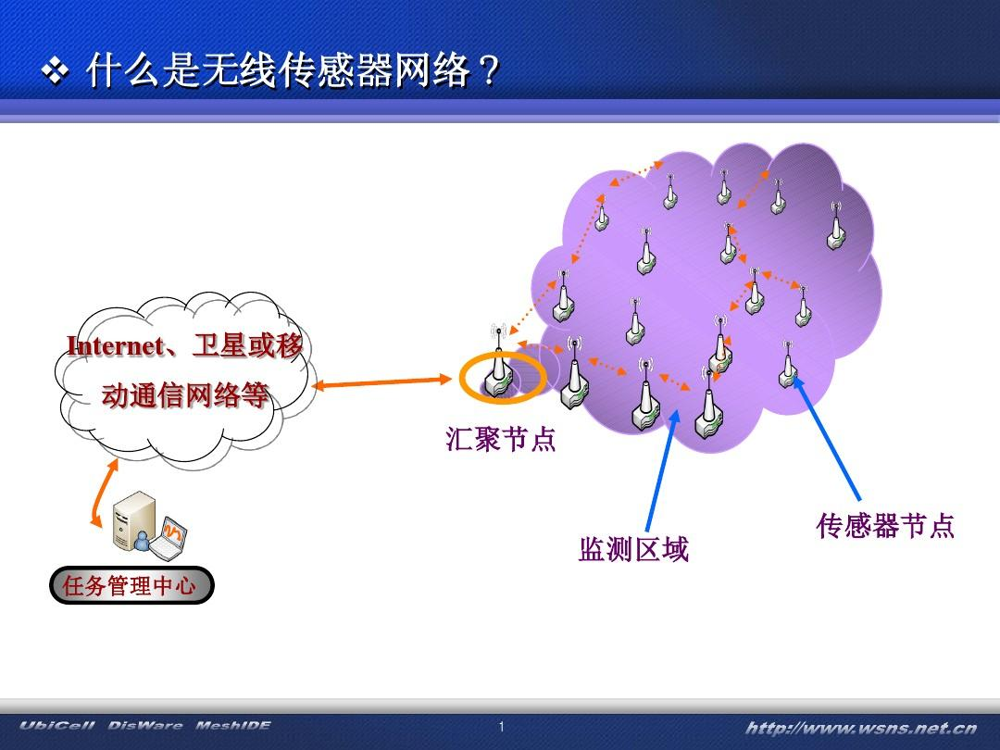 什么是无线传感器网络？
Internet、卫星或移
动通信网络等
汇聚节点
传感器节点
监测区域
任务管理中心
UbiCell DisWare MeshIDE
1
http://www.wsns.net.cn